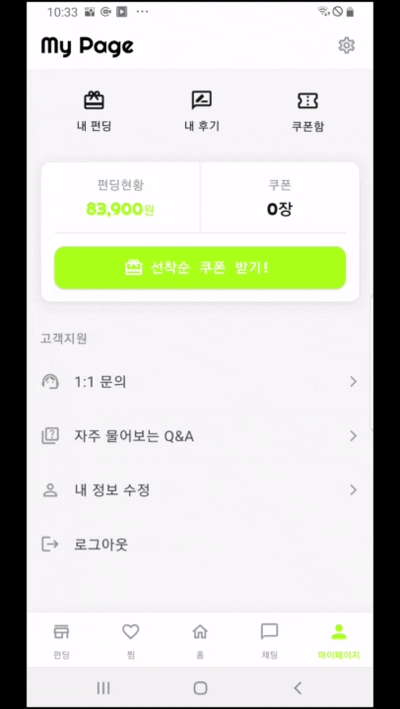 10:33
My Page
내 펀딩 내 후기 쿠폰함
펀딩현황 쿠폰
83,900원 0장
선착순 쿠폰 받기!
고객지원
1:1 문의
자주 물어보는 Q&A
내 정보 수정
로그아웃
펀딩 찜 홈 채팅 마이페이지